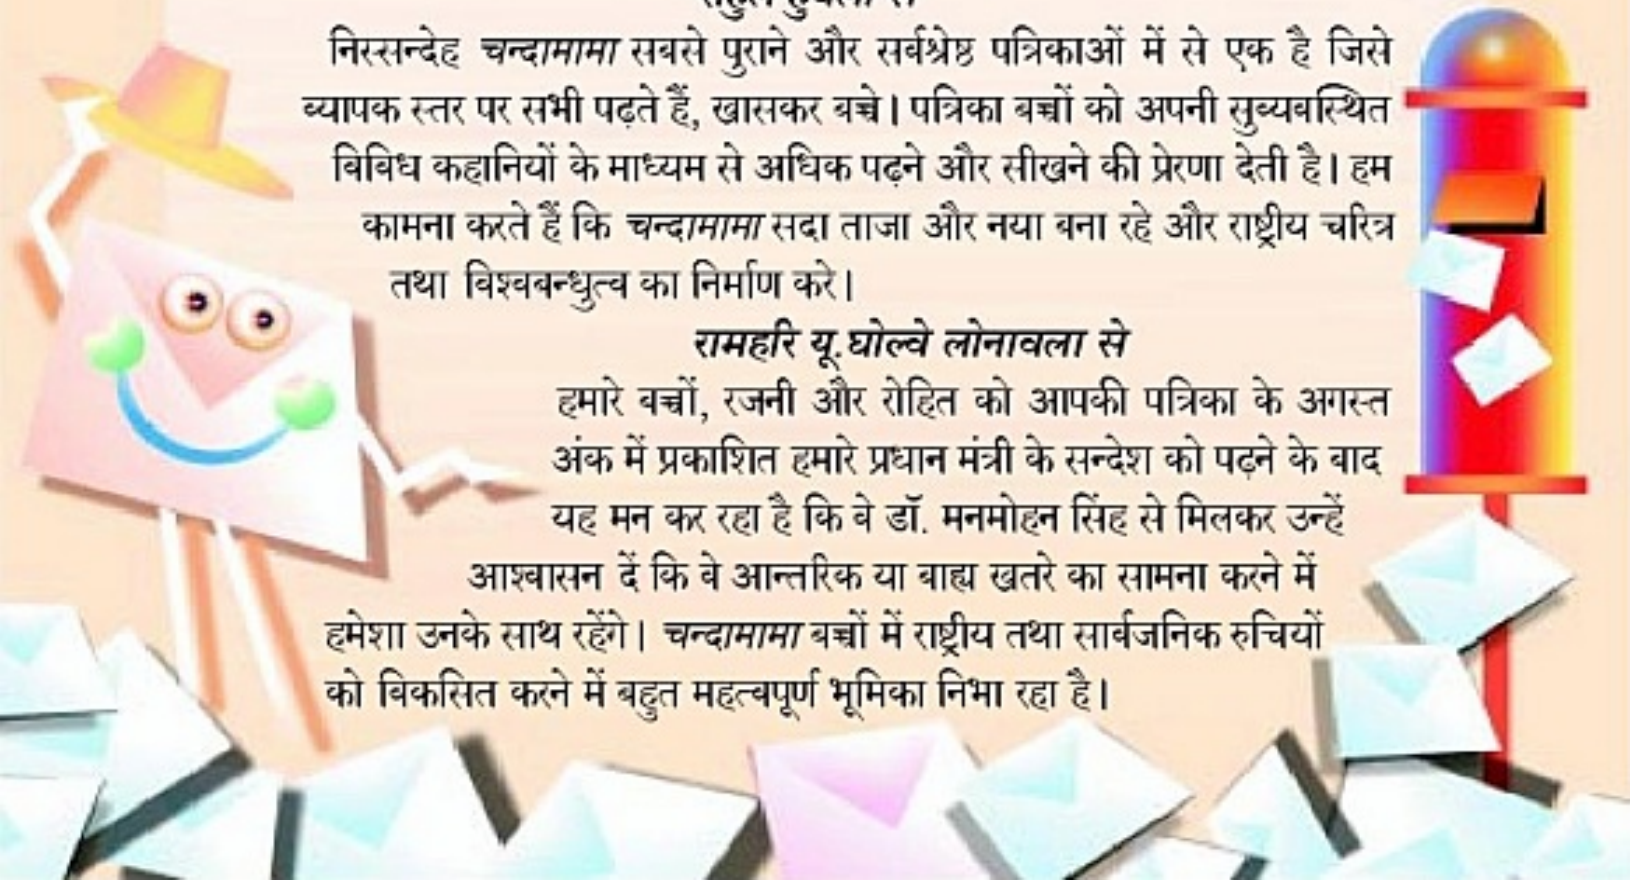 निस्सन्देह चन्दामामा सबसे पुराने और सर्वश्रेष्ठ पत्रिकाओं में से एक है जिसे
व्यापक स्तर पर सभी पढ़ते हैं, खासकर बच्चे। पत्रिका बच्चों को अपनी सुव्यवस्थित
विविध कहानियों के माध्यम से अधिक पढ़ने और सीखने की प्रेरणा देती है। हम
कामना करते हैं कि चन्दामामा सदा ताजा और नया बना रहे और राष्ट्रीय चरित्र
तथा विश्वबन्धुत्व का निर्माण करे।
रामहरि यू.घोल्वे लोनावला से
हमारे बच्चों, रजनी और रोहित को आपकी पत्रिका के अगस्त
अंक में प्रकाशित हमारे प्रधान मंत्री के सन्देश को पढ़ने के बाद
यह मन कर रहा है कि वे डॉ. मनमोहन सिंह से मिलकर उन्हें
आश्वासन दें कि वे आन्तरिक या बाह्य खतरे का सामना करने में
हमेशा उनके साथ रहेंगे। चन्दामामा बच्चों में राष्ट्रीय तथा सार्वजनिक रुचियों
को विकसित करने में बहुत महत्वपूर्ण भूमिका निभा रहा है।